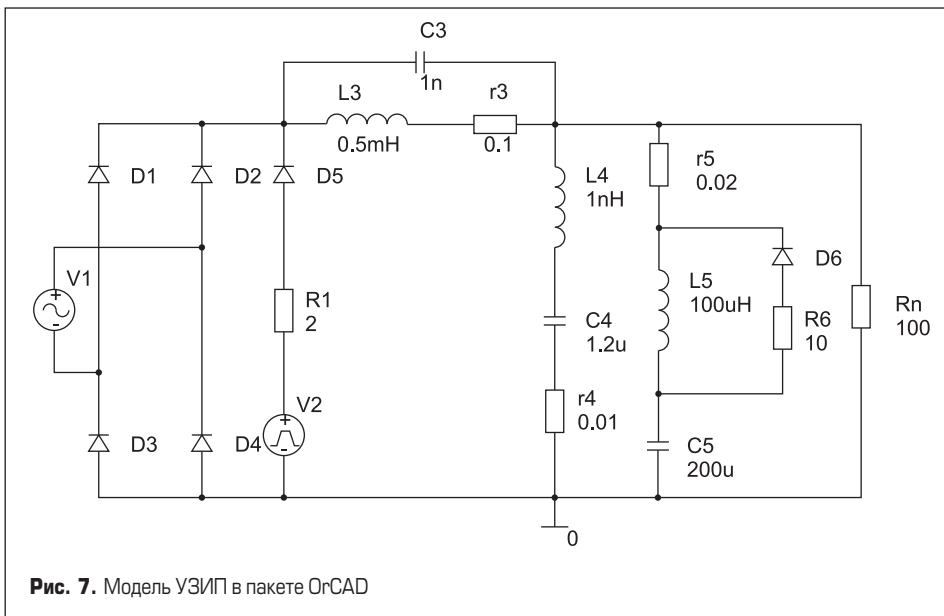 C3
1n
L3
0.5mH
r3
0.1
D1
D2
D5
L4
1nH
r5
0.02
D6
V1
+
-
R1
2
L5
100uH
R6
10
Rn
100
C4
1.2u
V2
+
-
r4
0.01
D3
D4
C5
200u
0
Рис. 7. Модель УЗИП в пакете OrCAD